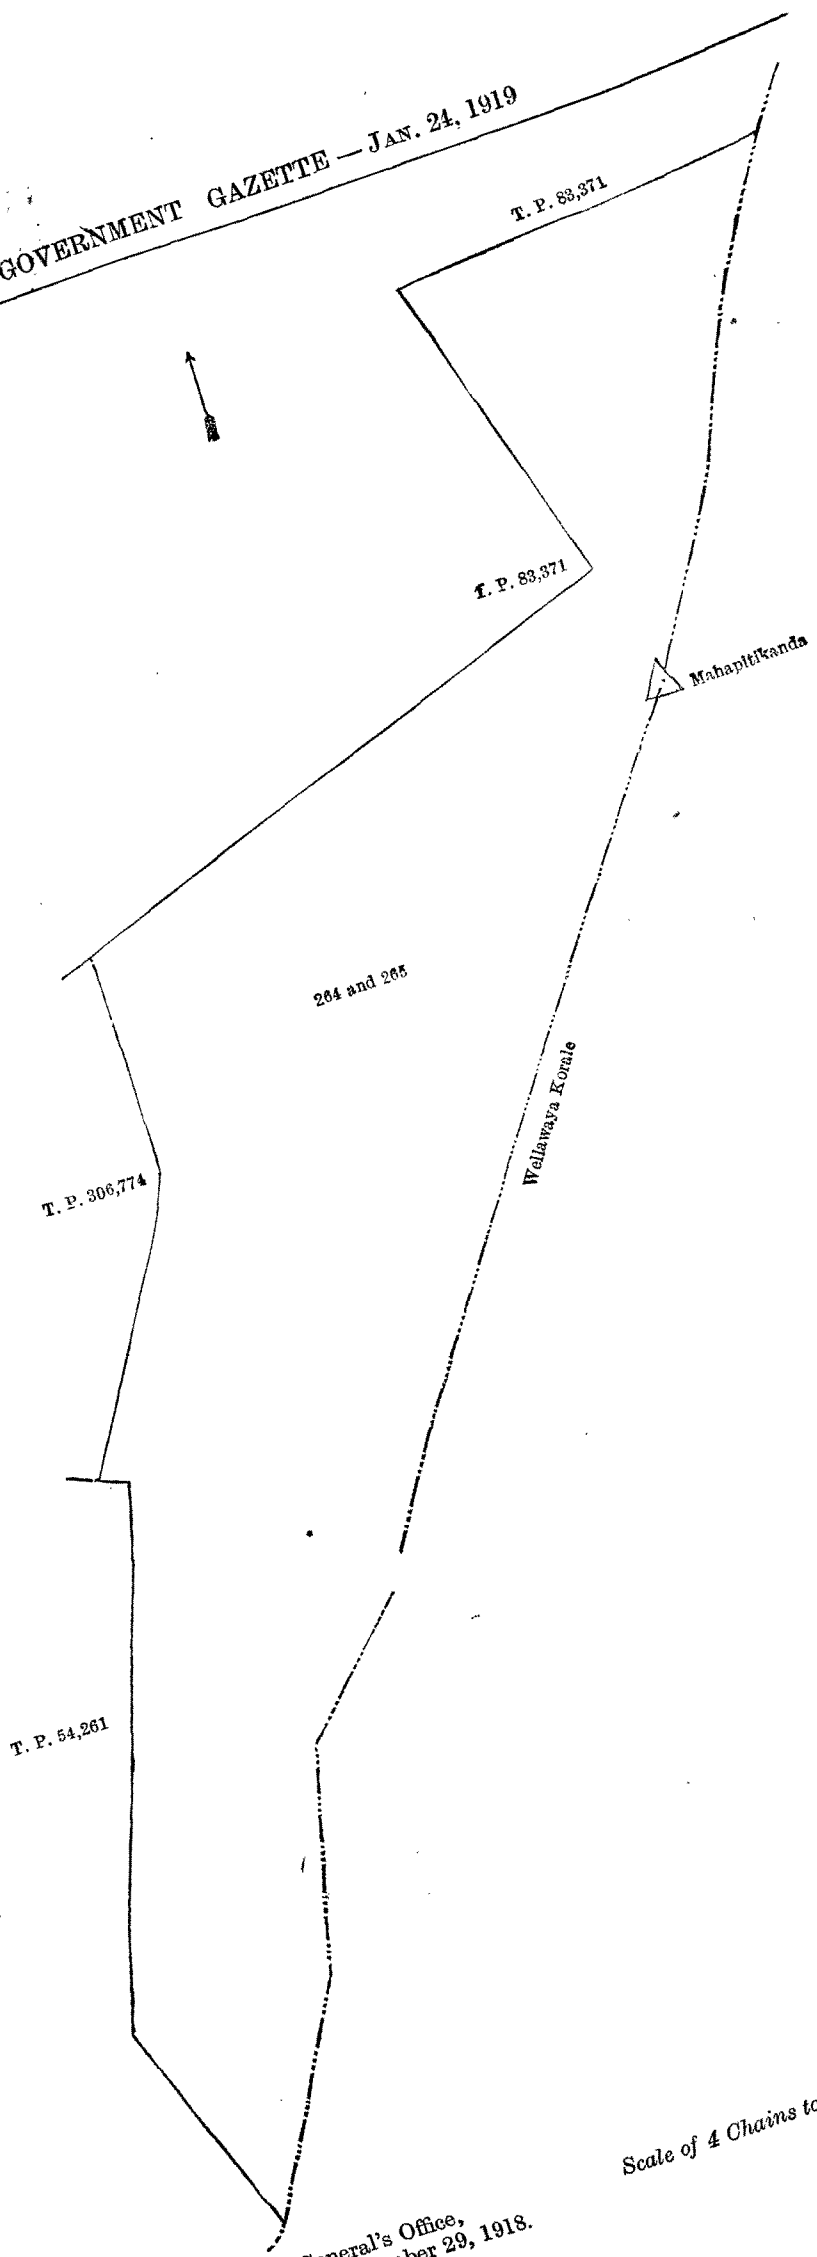 GOVERNMENT GAZETTE — JAN. 24, 1919
T. P. 83,371
T. P. 83,371
Mahapitikanda
264 and 265
Wellawaya Korale
T. P. 306,774
T. P. 54,261
Scale of 4 Chains to
General's Office,
29, 1918.